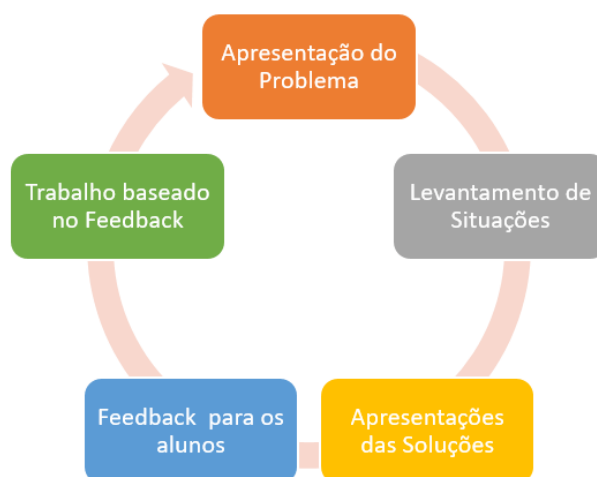 Apresentação do
Problema
Levantamento de
Situações
Apresentações
das Soluções
Feedback para os
alunos
Trabalho baseado
no Feedback